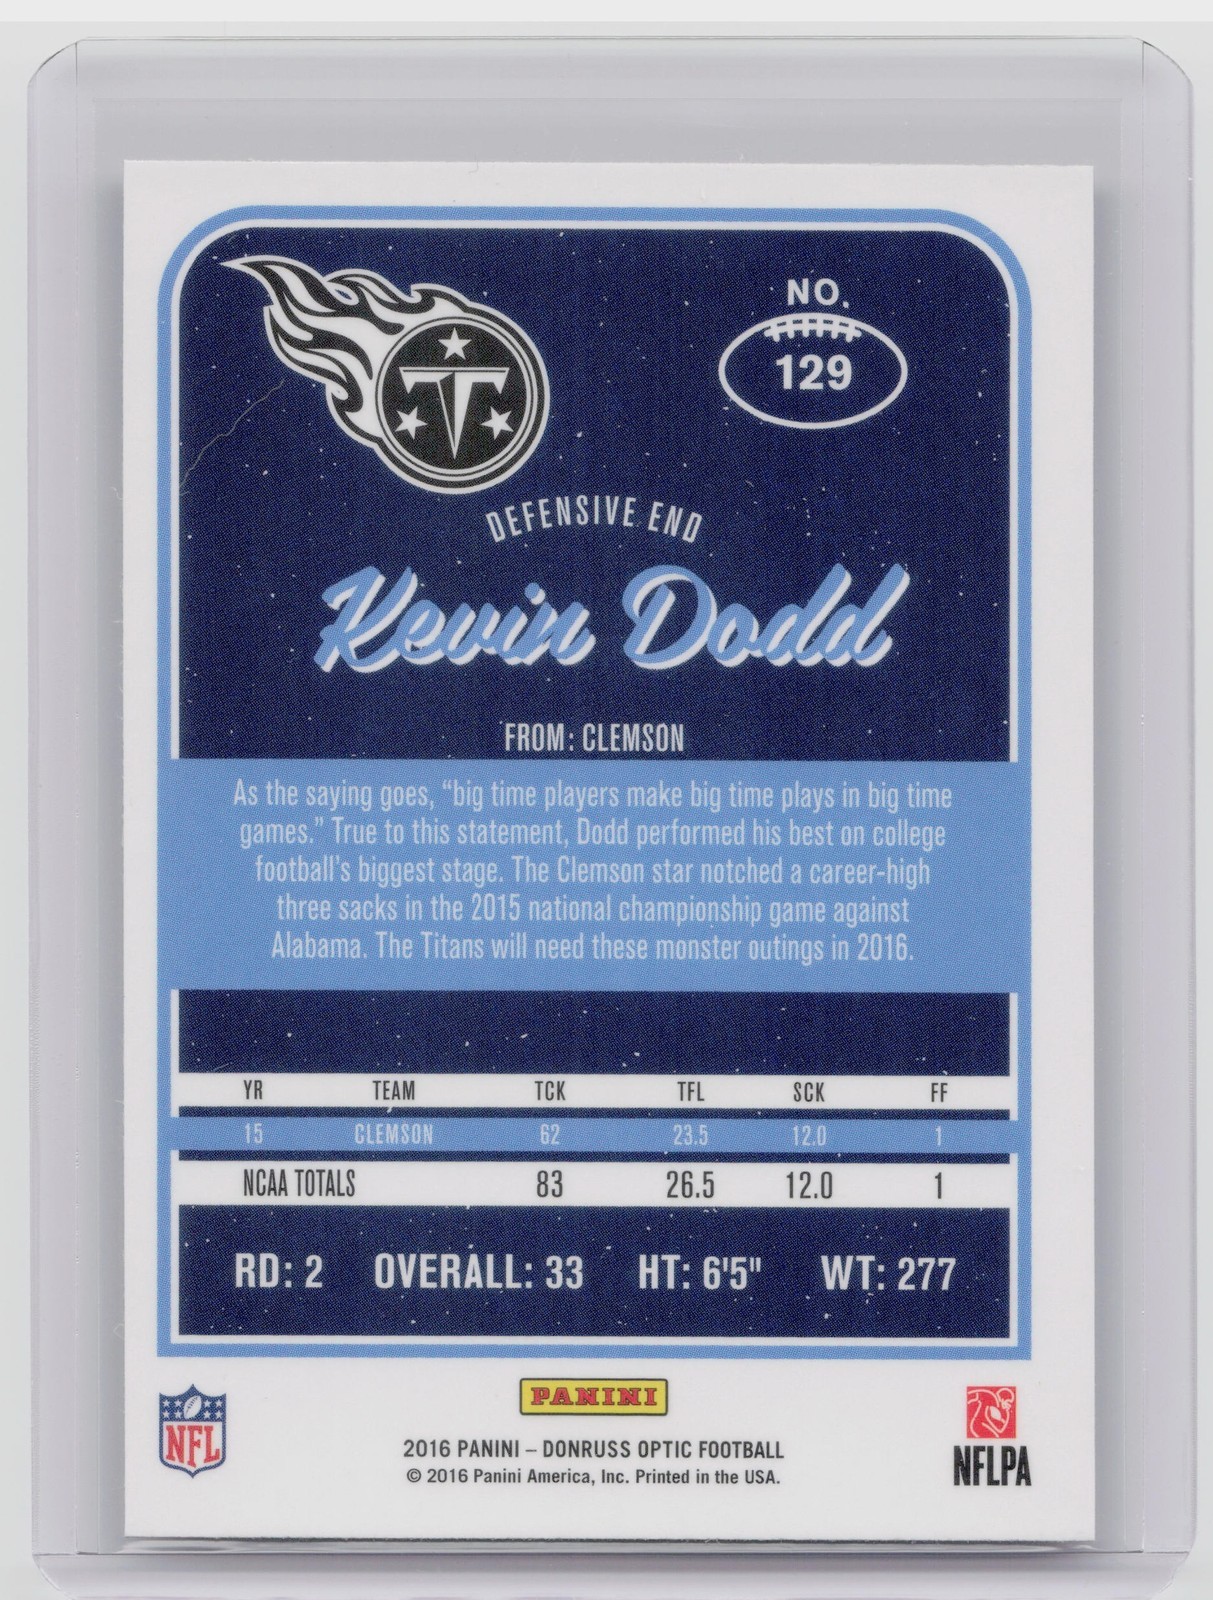 NO.
129
T
DEFENSIVE END
Kevin Dodd
FROM: CLEMSON
As the saying goes, “big time players make big time plays in big time
games.” True to this statement, Dodd performed his best on college
football's biggest stage. The Clemson star notched a career-high
three sacks in the 2015 national championship game against
Alabama. The Titans will need these monster outings in 2016.
YR TEAM TCK TFL SCK FF
15 CLEMSON 62 23.5 12.0 1
NCAA TOTALS 83 26.5 12.0 1
RD: 2 OVERALL: 33 HT: 6'5" WT: 277
PANINI
NFL
2016 PANINI – DONRUSS OPTIC FOOTBALL
© 2016 Panini America, Inc. Printed in the USA.
NFLPA